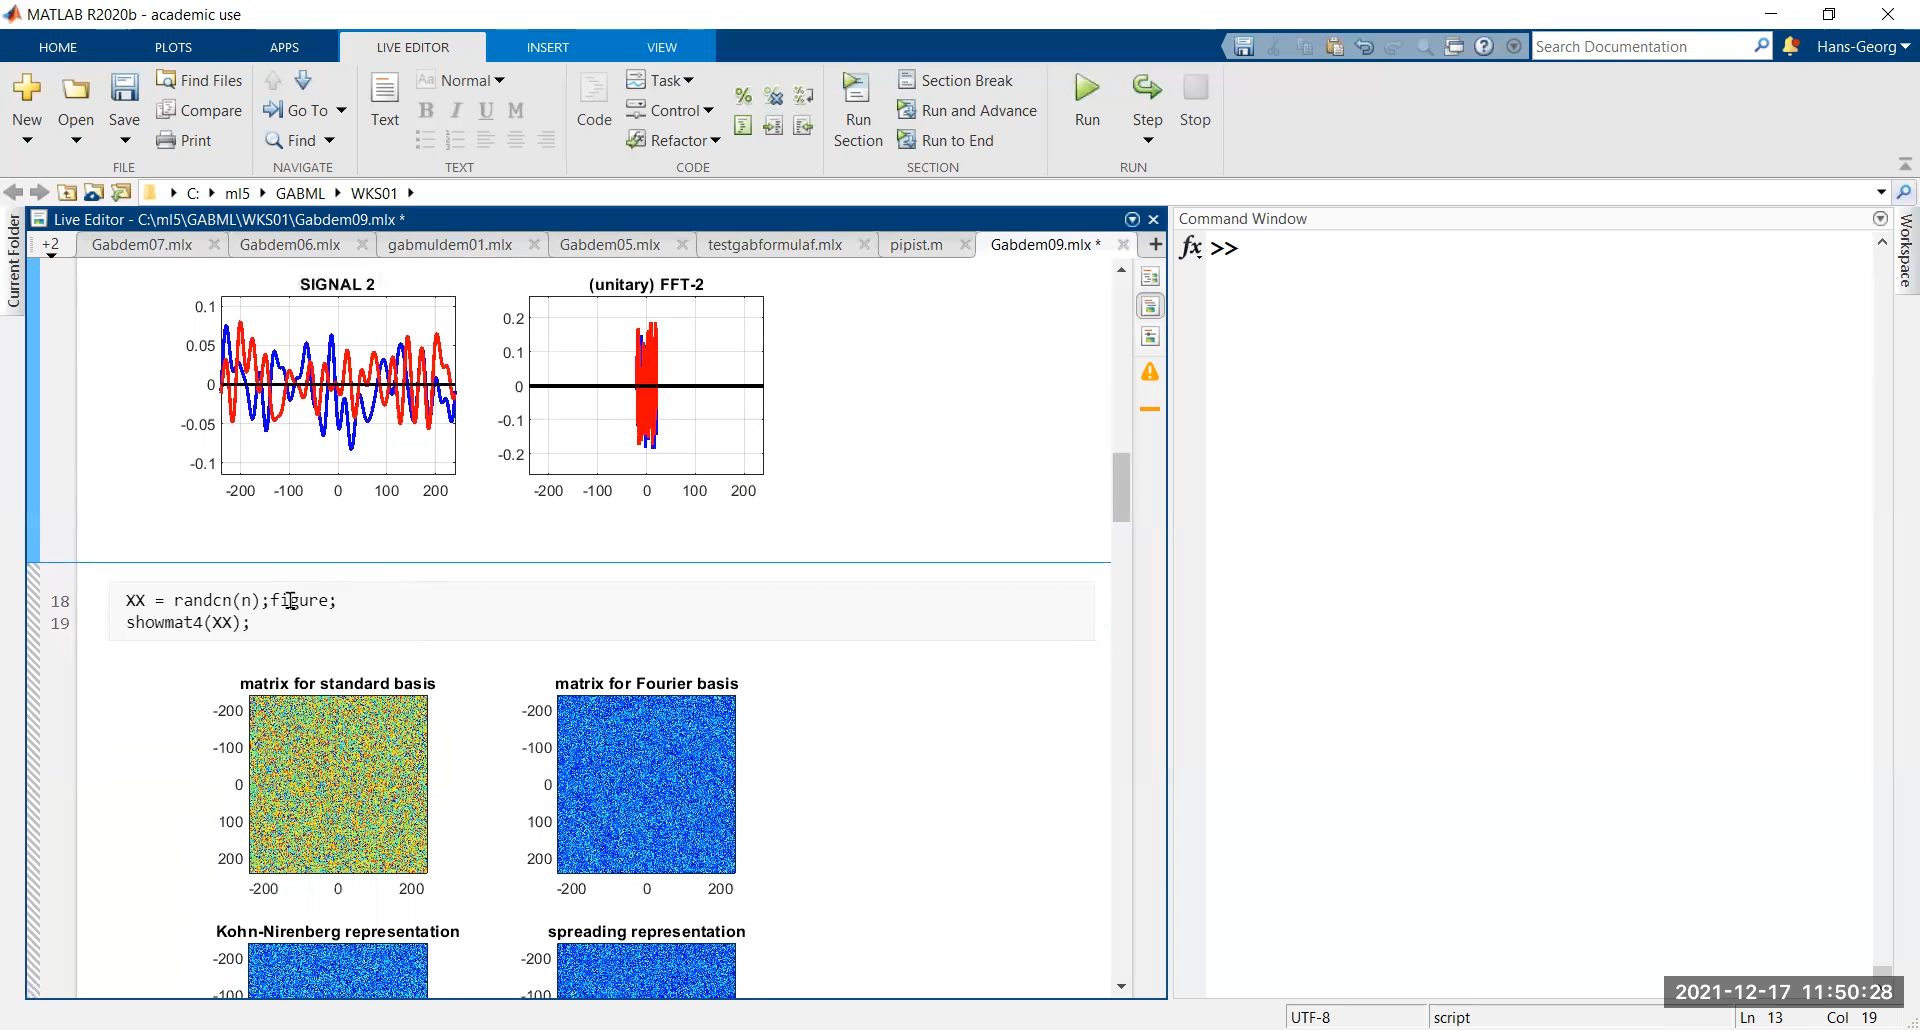 MATLAB R2020b - academic use
HOME PLOTS APPS LIVE EDITOR INSERT VIEW
Search Documentation
Hans-Georg
New Open Save
Find Files
Compare
Print
FILE
Go To
Find
NAVIGATE
Text
Aa Normal
B I U M
TEXT
Code
Task
Control
Refactor
CODE
Run Section
Section Break
Run and Advance
Run to End
SECTION
Run Step Stop
RUN
C: ml5 GABML WKS01
Current Folder
Live Editor - C:\ml5\GABML\WKS01\Gabdem09.mlx *
+2 Gabdem07.mlx Gabdem06.mlx gabmuldem01.mlx Gabdem05.mlx testgabformulaf.mlx pipist.m Gabdem09.mlx *
SIGNAL 2
0.1
0.05
0
-0.05
-0.1
-200 -100 0 100 200
(unitary) FFT-2
0.2
0.1
0
-0.1
-0.2
-200 -100 0 100 200
18 XX = randcn(n);figure;
19 showmat4(XX);
matrix for standard basis
-200
-100
0
100
200
-200 0 200
matrix for Fourier basis
-200
-100
0
100
200
-200 0 200
Kohn-Nirenberg representation
-200
-100
spreading representation
-200
-100
Command Window
fx >>
Workspace
2021-12-17 11:50:28
UTF-8 script Ln 13 Col 19